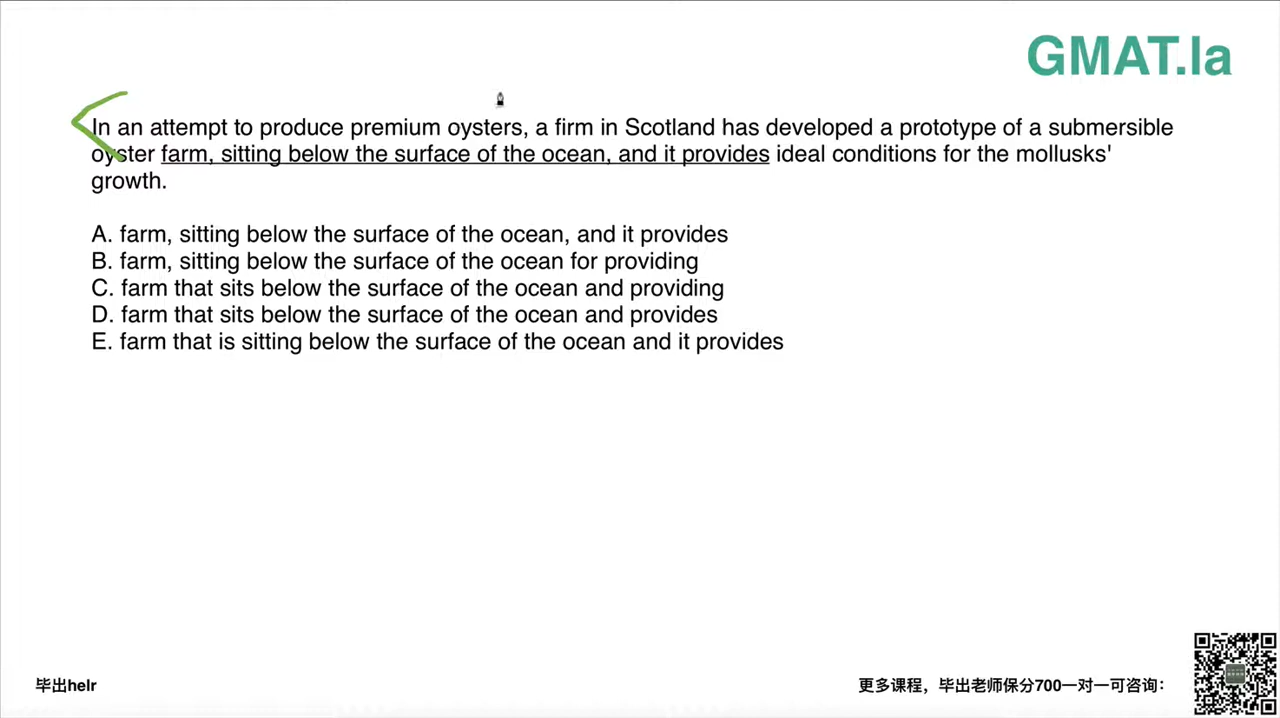 GMAT.la
In an attempt to produce premium oysters, a firm in Scotland has developed a prototype of a submersible
oyster farm, sitting below the surface of the ocean, and it provides ideal conditions for the mollusks'
growth.
A. farm, sitting below the surface of the ocean, and it provides
B. farm, sitting below the surface of the ocean for providing
C. farm that sits below the surface of the ocean and providing
D. farm that sits below the surface of the ocean and provides
E. farm that is sitting below the surface of the ocean and it provides
毕出helr
更多课程，毕出老师保分700一对一可咨询：